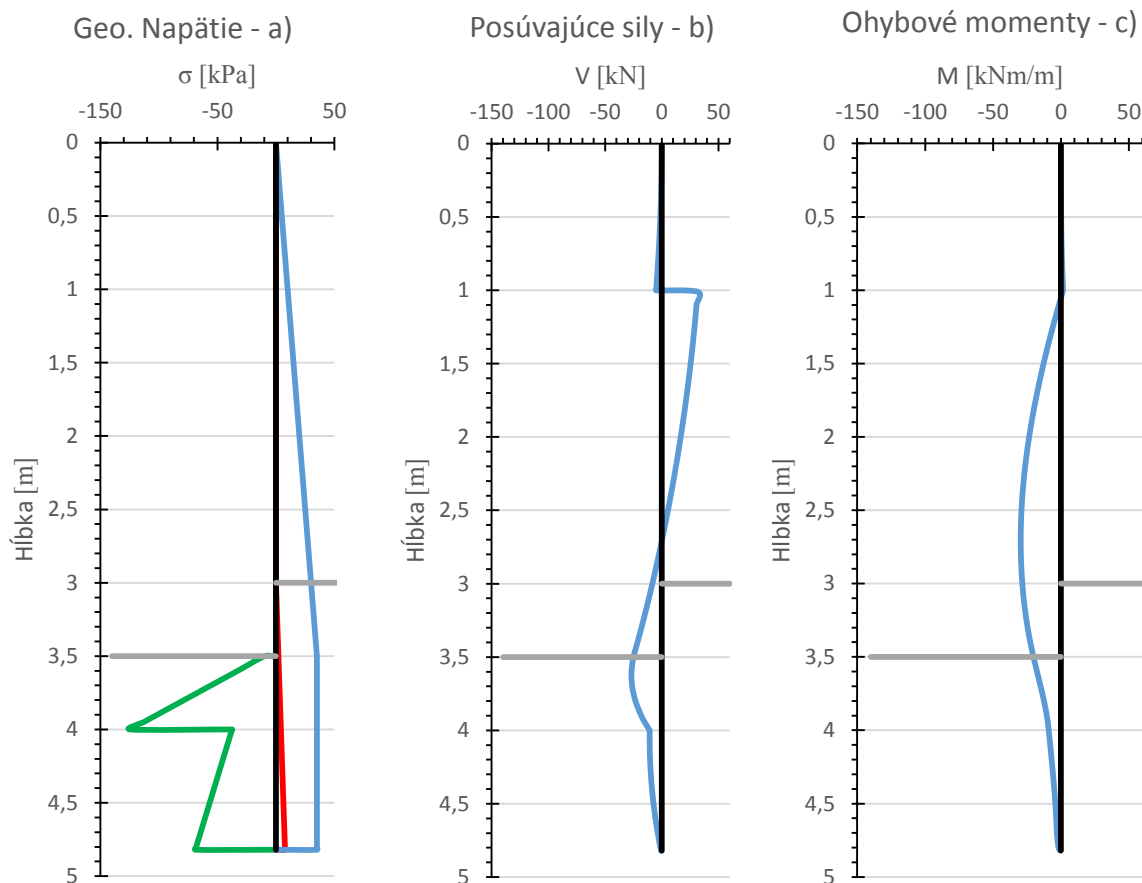 Geo. Napätie - a)
σ [kPa]
-150 -50 50
0
0,5
1
1,5
2
2,5
3
3,5
4
4,5
5
Hĺbka [m]
Posúvajúce sily - b)
V [kN]
-150 -100 -50 0 50
0
0,5
1
1,5
2
2,5
3
3,5
4
4,5
5
Hĺbka [m]
Ohybové momenty - c)
M [kNm/m]
-150 -100 -50 0 50
0
0,5
1
1,5
2
2,5
3
3,5
4
4,5
5
Hĺbka [m]